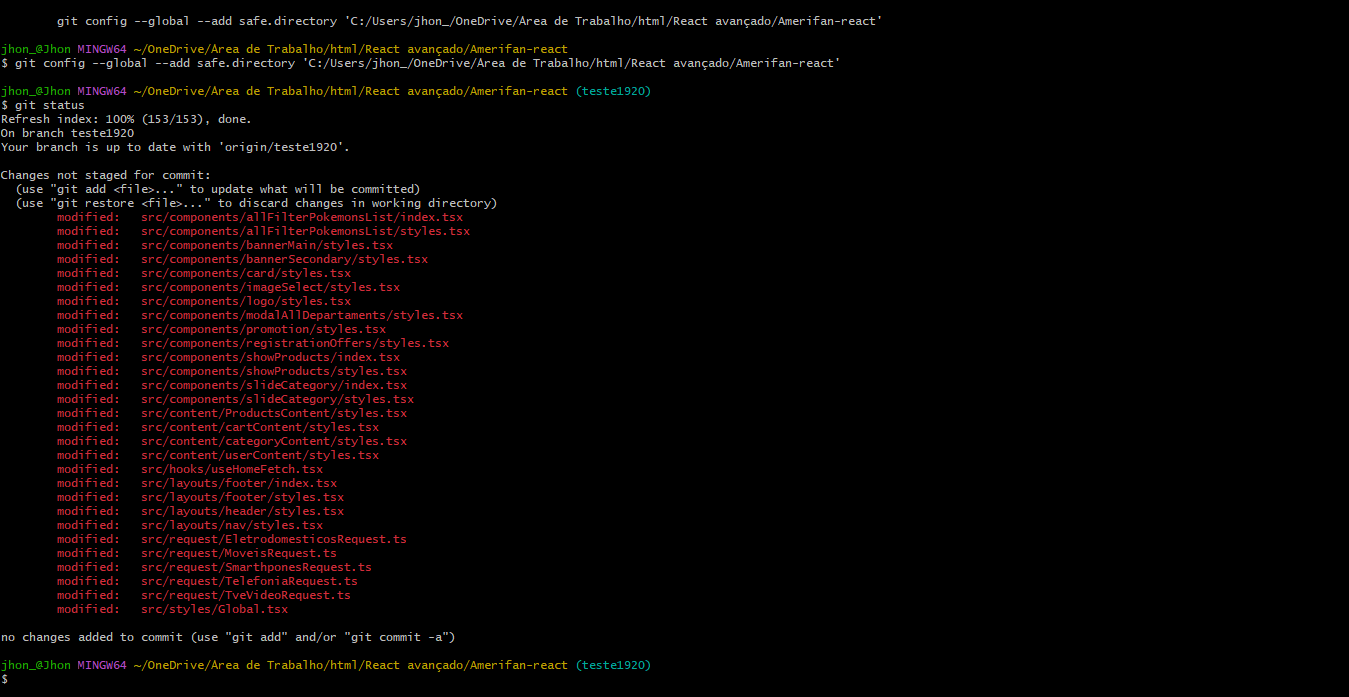 git config --global --add safe.directory 'C:/Users/jhon_/OneDrive/Área de Trabalho/html/React avançado/Amerifan-react'
jhon_@Jhon MINGW64 ~/OneDrive/Área de Trabalho/html/React avançado/Amerifan-react
$ git config --global --add safe.directory 'C:/Users/jhon_/OneDrive/Área de Trabalho/html/React avançado/Amerifan-react'
jhon_@Jhon MINGW64 ~/OneDrive/Área de Trabalho/html/React avançado/Amerifan-react (teste1920)
$ git status
Refresh index: 100% (153/153), done.
On branch teste1920
Your branch is up to date with 'origin/teste1920'.
Changes not staged for commit:
(use "git add <file>..." to update what will be committed)
(use "git restore <file>..." to discard changes in working directory)
modified: src/components/allFilterPokemonsList/index.tsx
modified: src/components/allFilterPokemonsList/styles.tsx
modified: src/components/bannerMain/styles.tsx
modified: src/components/bannerSecondary/styles.tsx
modified: src/components/card/styles.tsx
modified: src/components/imageSelect/styles.tsx
modified: src/components/logo/styles.tsx
modified: src/components/modalAllDepartaments/styles.tsx
modified: src/components/promotion/styles.tsx
modified: src/components/registrationOffers/styles.tsx
modified: src/components/showProducts/index.tsx
modified: src/components/showProducts/styles.tsx
modified: src/components/slideCategory/index.tsx
modified: src/components/slideCategory/styles.tsx
modified: src/content/ProductsContent/styles.tsx
modified: src/content/cartContent/styles.tsx
modified: src/content/categoryContent/styles.tsx
modified: src/content/userContent/styles.tsx
modified: src/hooks/useHomeFetch.tsx
modified: src/layouts/footer/index.tsx
modified: src/layouts/footer/styles.tsx
modified: src/layouts/header/styles.tsx
modified: src/layouts/nav/styles.tsx
modified: src/request/EletrodomesticosRequest.ts
modified: src/request/MoveisRequest.ts
modified: src/request/SmarthponesRequest.ts
modified: src/request/TelefoniaRequest.ts
modified: src/request/TveVideoRequest.ts
modified: src/styles/Global.tsx
no changes added to commit (use "git add" and/or "git commit -a")
jhon_@Jhon MINGW64 ~/OneDrive/Área de Trabalho/html/React avançado/Amerifan-react (teste1920)
$